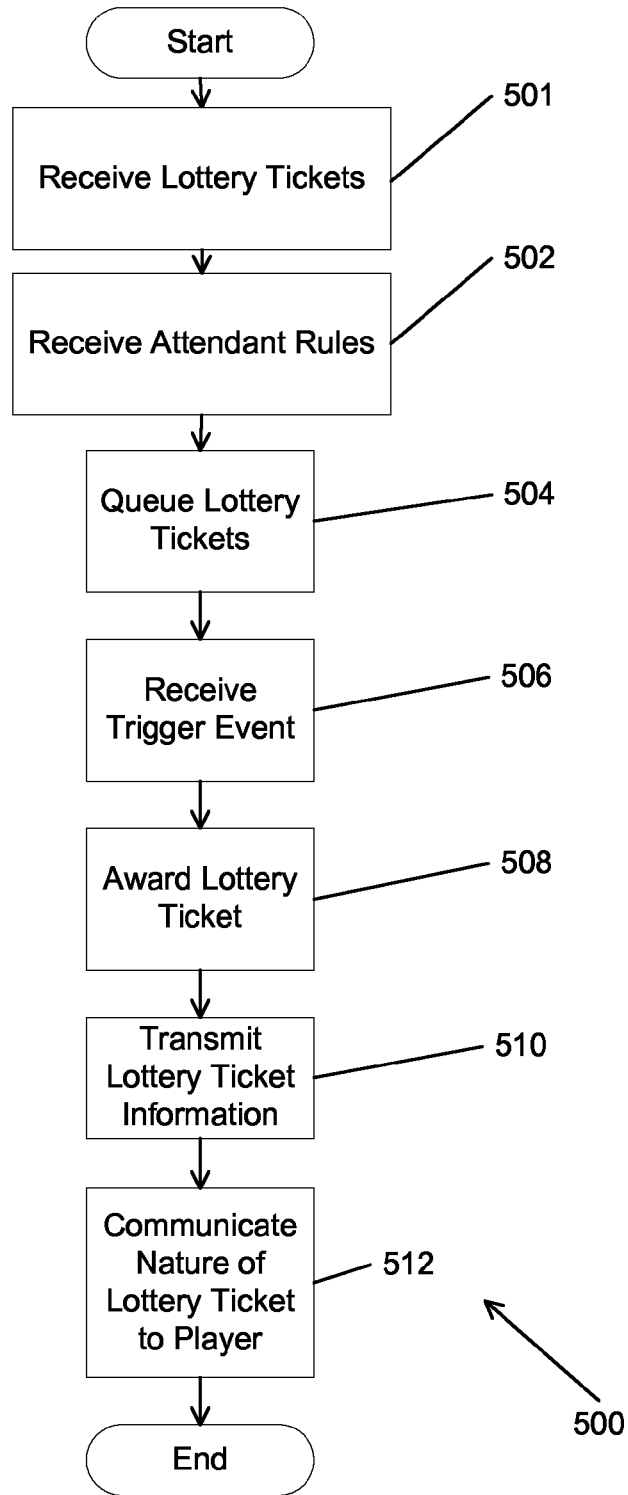 Start
501
Receive Lottery Tickets
502
Receive Attendant Rules
Queue Lottery
Tickets
504
Receive
Trigger Event
506
Award Lottery
Ticket
508
Transmit
Lottery Ticket
Information
510
Communicate
Nature of
Lottery Ticket
to Player
512
500
End